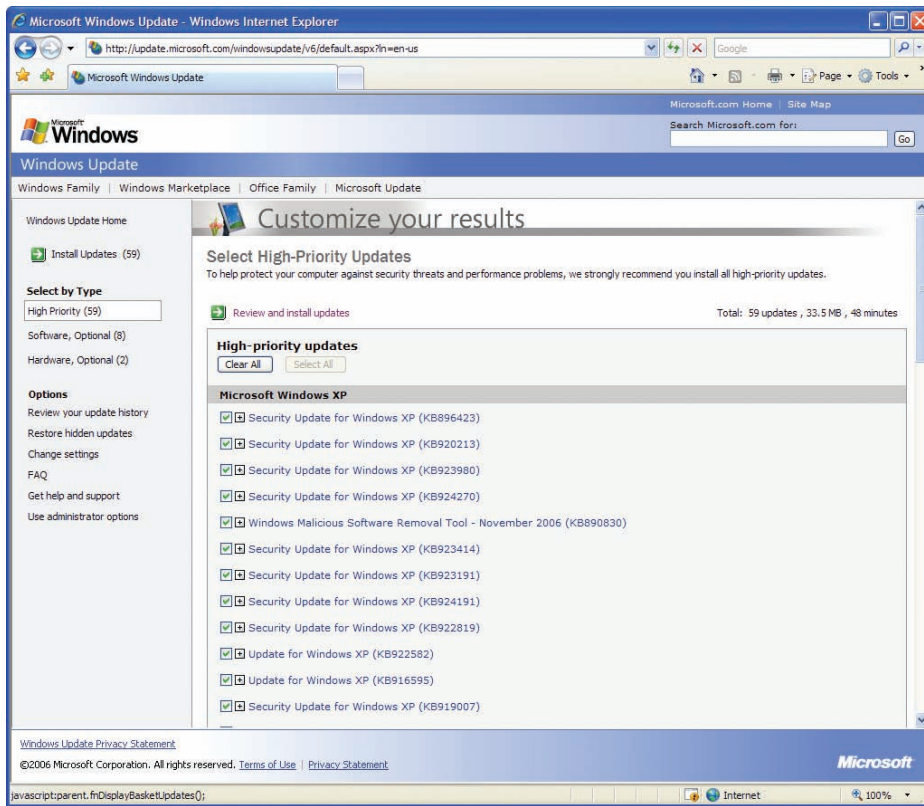 Microsoft Windows Update - Windows Internet Explorer
http://update.microsoft.com/windowsupdate/v6/default.aspx?ln=en-us
Google
Microsoft Windows Update
Page
Tools
Microsoft.com Home | Site Map
Microsoft
Windows
Search Microsoft.com for:
Go
Windows Update
Windows Family | Windows Marketplace | Office Family | Microsoft Update
Windows Update Home
Install Updates (59)
Select by Type
High Priority (59)
Software, Optional (8)
Hardware, Optional (2)
Options
Review your update history
Restore hidden updates
Change settings
FAQ
Get help and support
Use administrator options
Customize your results
Select High-Priority Updates
To help protect your computer against security threats and performance problems, we strongly recommend you install all high-priority updates.
Review and install updates
Total: 59 updates , 33.5 MB , 48 minutes
High-priority updates
Clear All
Select All
Microsoft Windows XP
Security Update for Windows XP (KB896423)
Security Update for Windows XP (KB920213)
Security Update for Windows XP (KB923980)
Security Update for Windows XP (KB924270)
Windows Malicious Software Removal Tool - November 2006 (KB890830)
Security Update for Windows XP (KB923414)
Security Update for Windows XP (KB923191)
Security Update for Windows XP (KB924191)
Security Update for Windows XP (KB922819)
Update for Windows XP (KB922582)
Update for Windows XP (KB916595)
Security Update for Windows XP (KB919007)
Windows Update Privacy Statement
©2006 Microsoft Corporation. All rights reserved. Terms of Use | Privacy Statement
Microsoft
javascript:parent.fnDisplayBasketUpdates();
Internet
100%